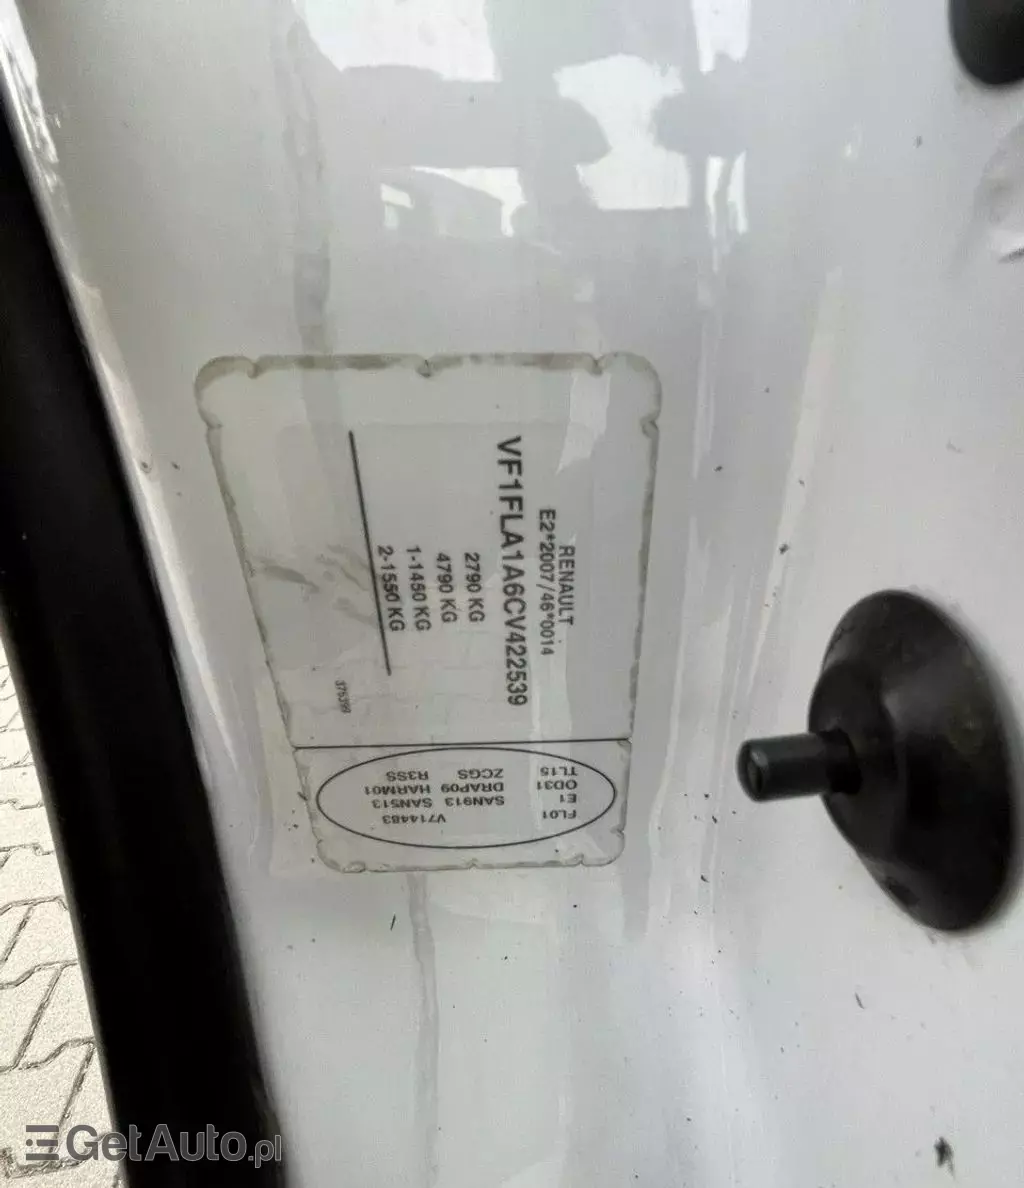 RENAULT
E2*2007/46*0014
VF1FLA1A6CV422539
2790 KG
4790 KG
1-1450 KG
2-1550 KG
376399
FL01 V714483
E1 SAN913 SAN513
OD31 DRAP09 HARM01
TL15 ZCGS R3SS
GetAuto.pl